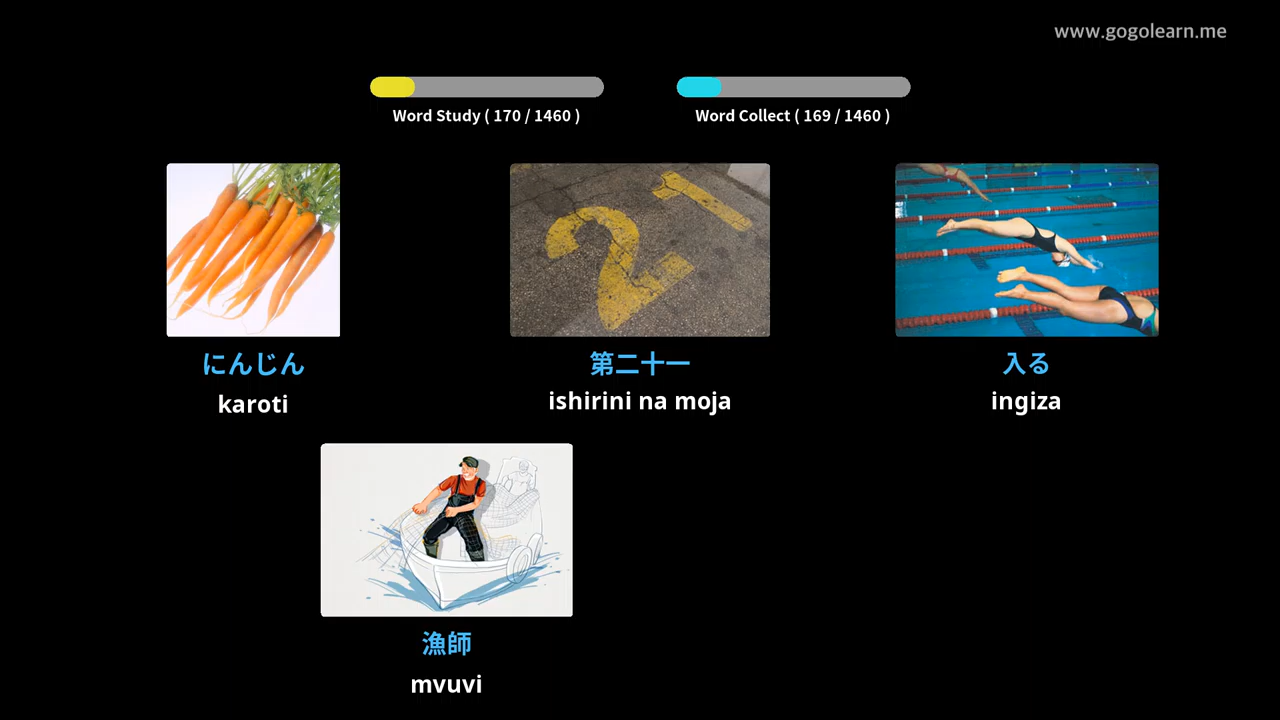 www.gogolearn.me
Word Study ( 170 / 1460 )
Word Collect ( 169 / 1460 )
21
にんじん
karoti
第二十一
ishirini na moja
入る
ingiza
漁師
mvuvi